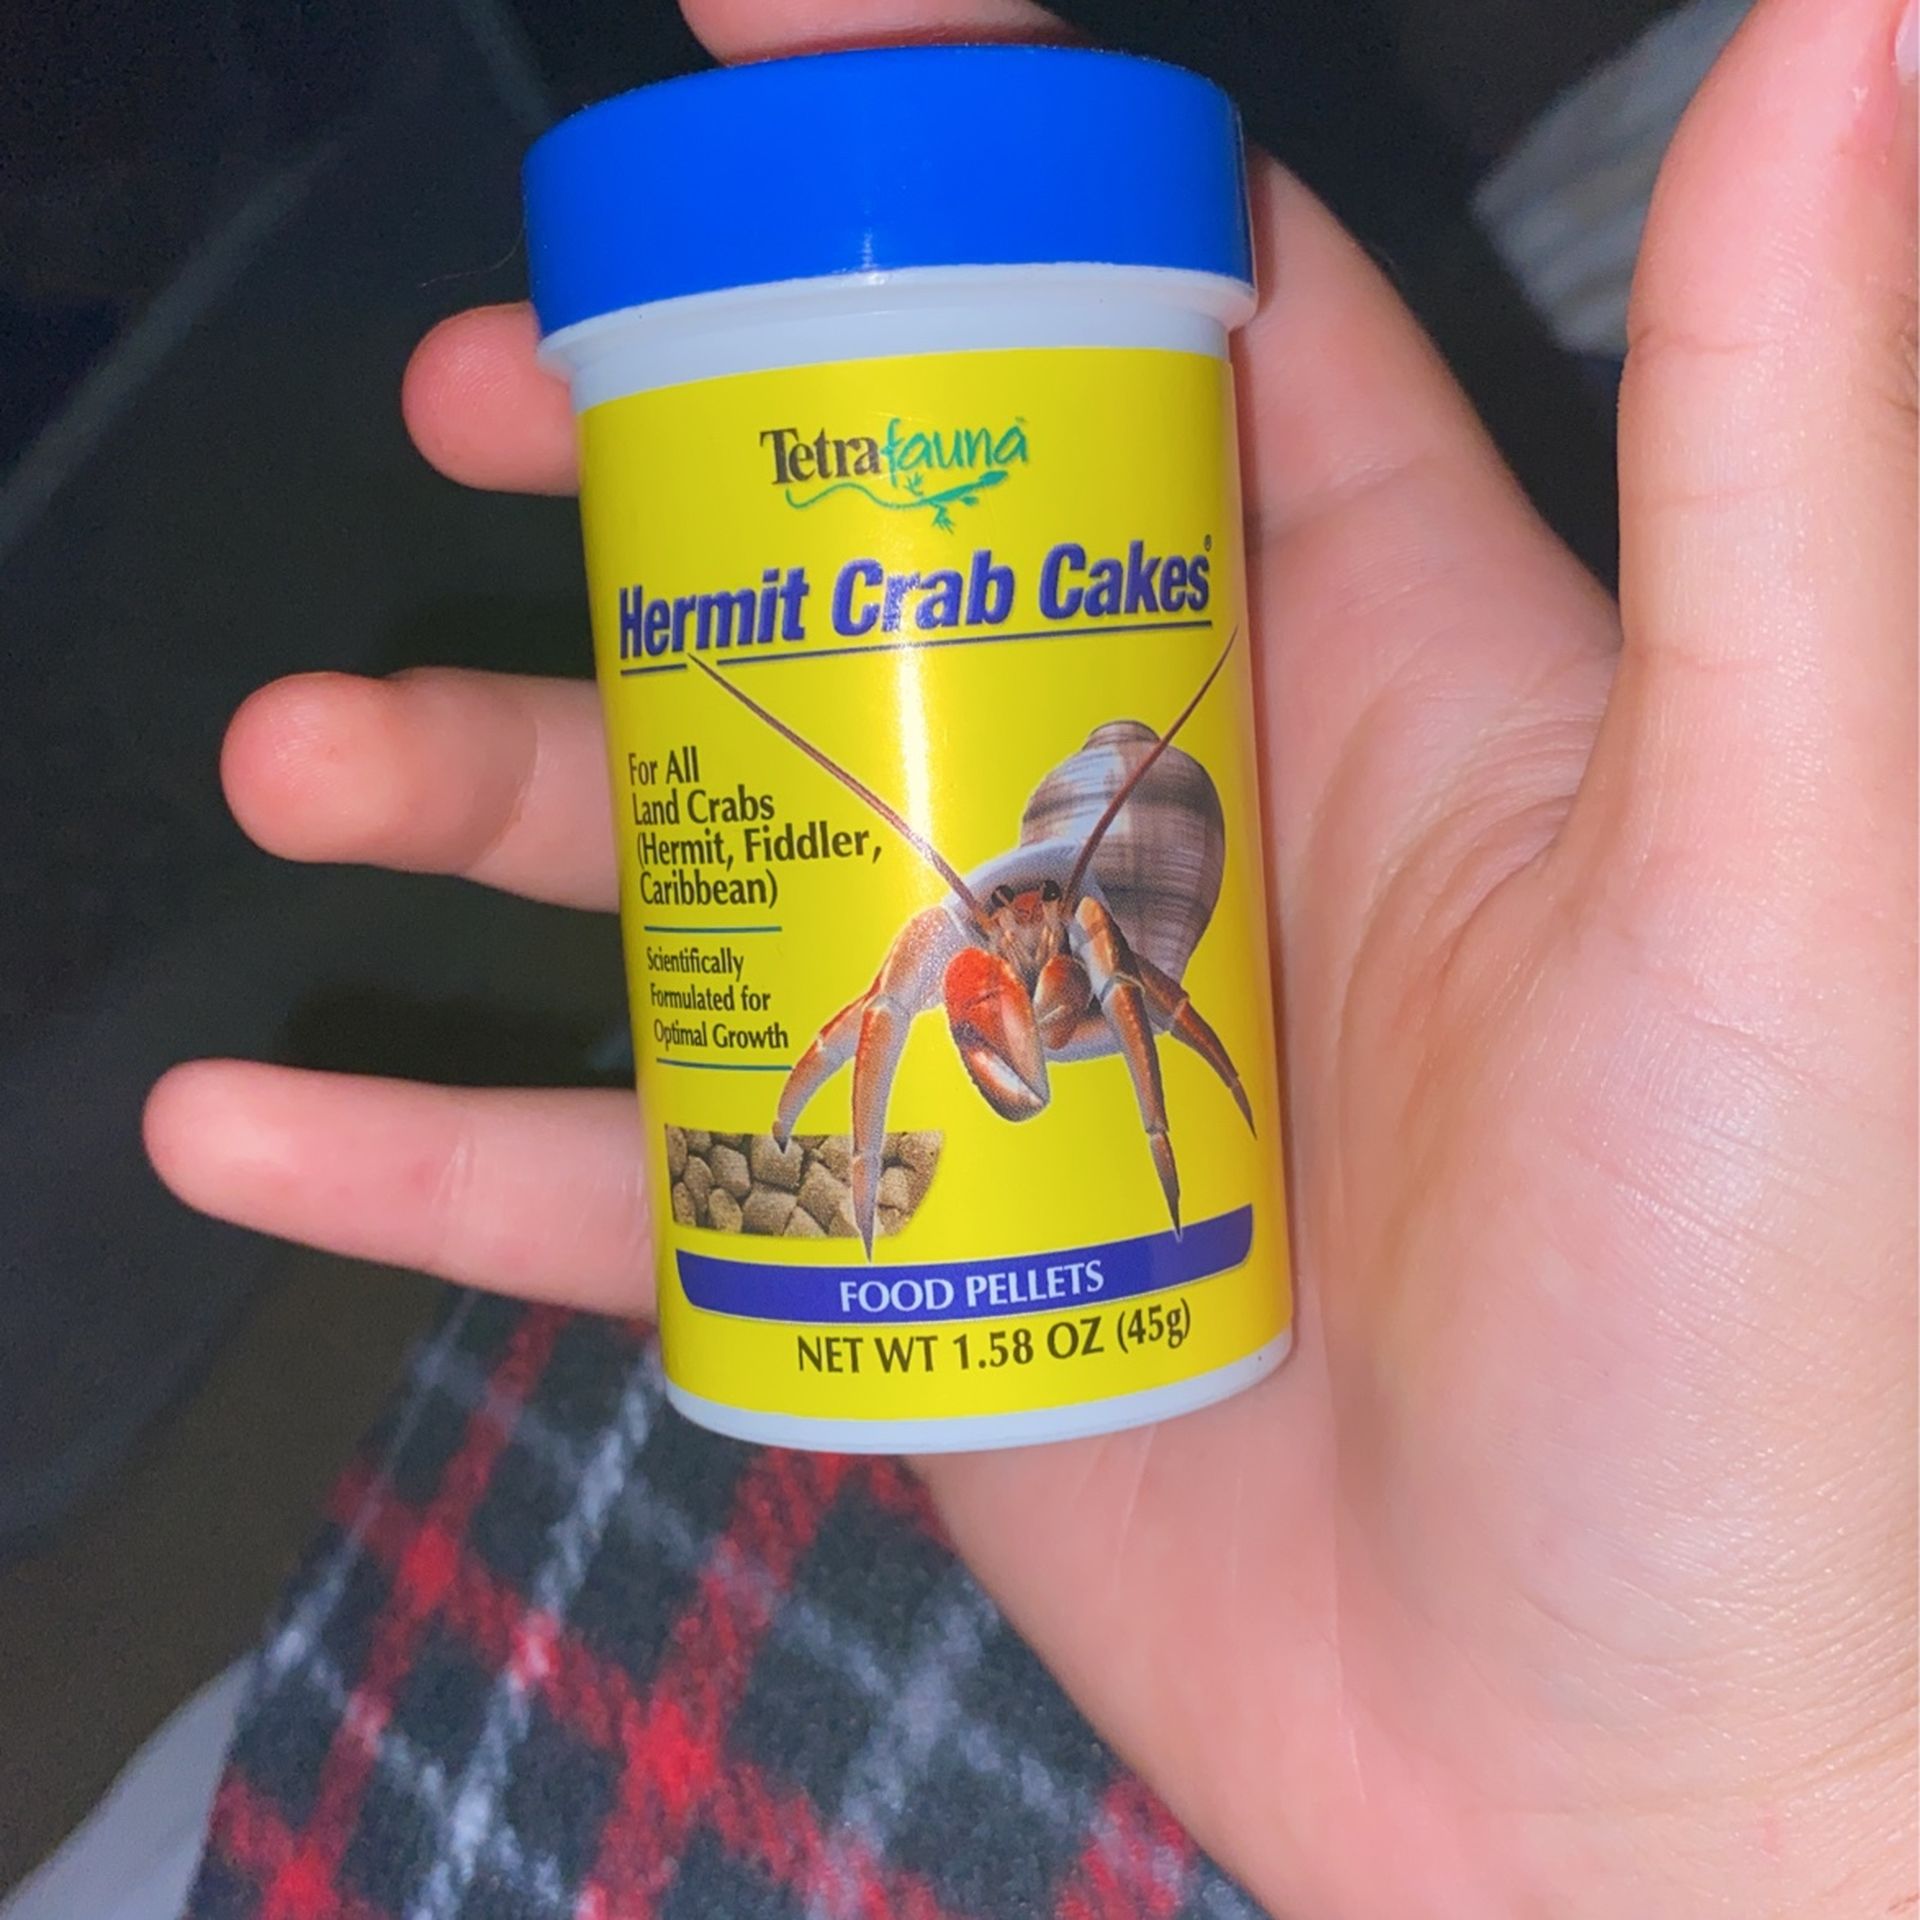 Tetrafauna
Hermit Crab Cakes®
For All
Land Crabs
(Hermit, Fiddler,
Caribbean)
Scientifically
Formulated for
Optimal Growth
FOOD PELLETS
NET WT 1.58 OZ (45g)